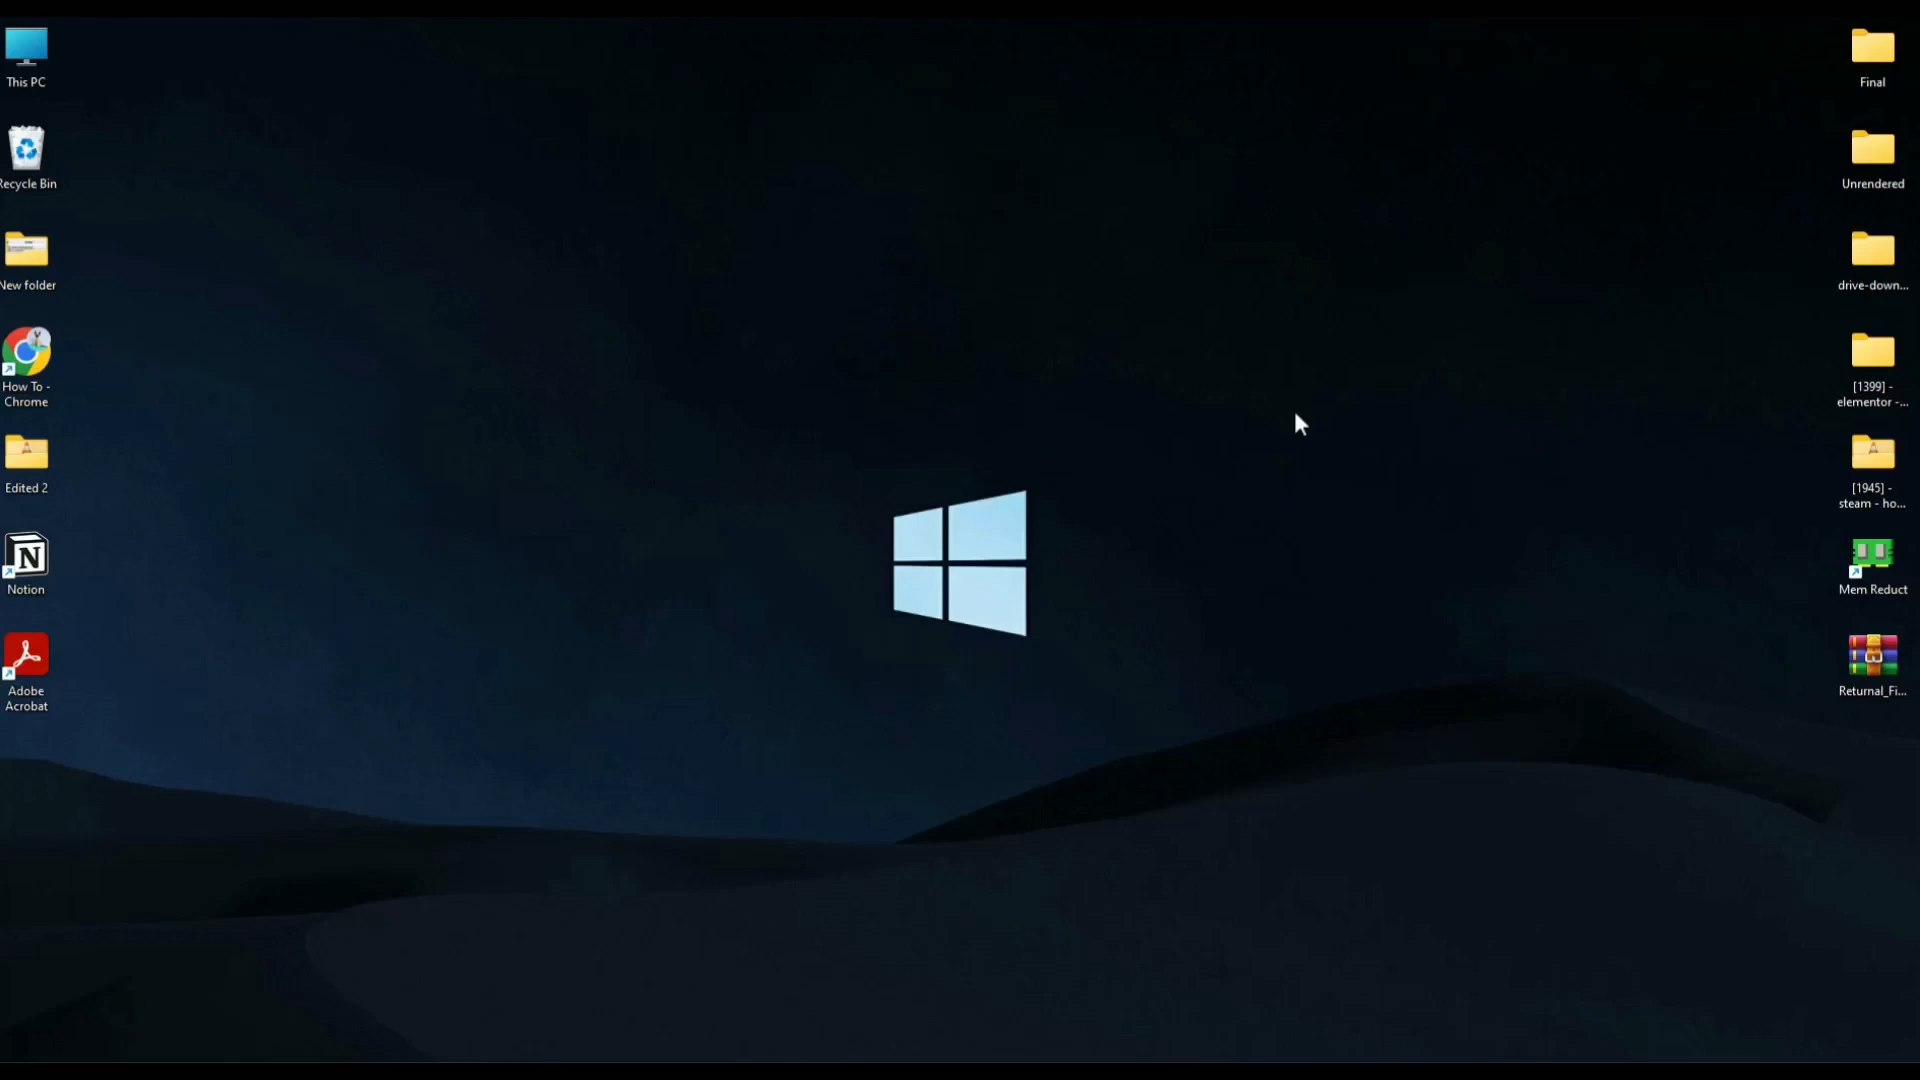 This PC
Recycle Bin
New folder
How To -
Chrome
Edited 2
N
Notion
Adobe
Acrobat
Final
Unrendered
drive-down...
[1399] -
elementor -...
[1945] -
steam - ho...
Mem Reduct
Returnal_Fi...